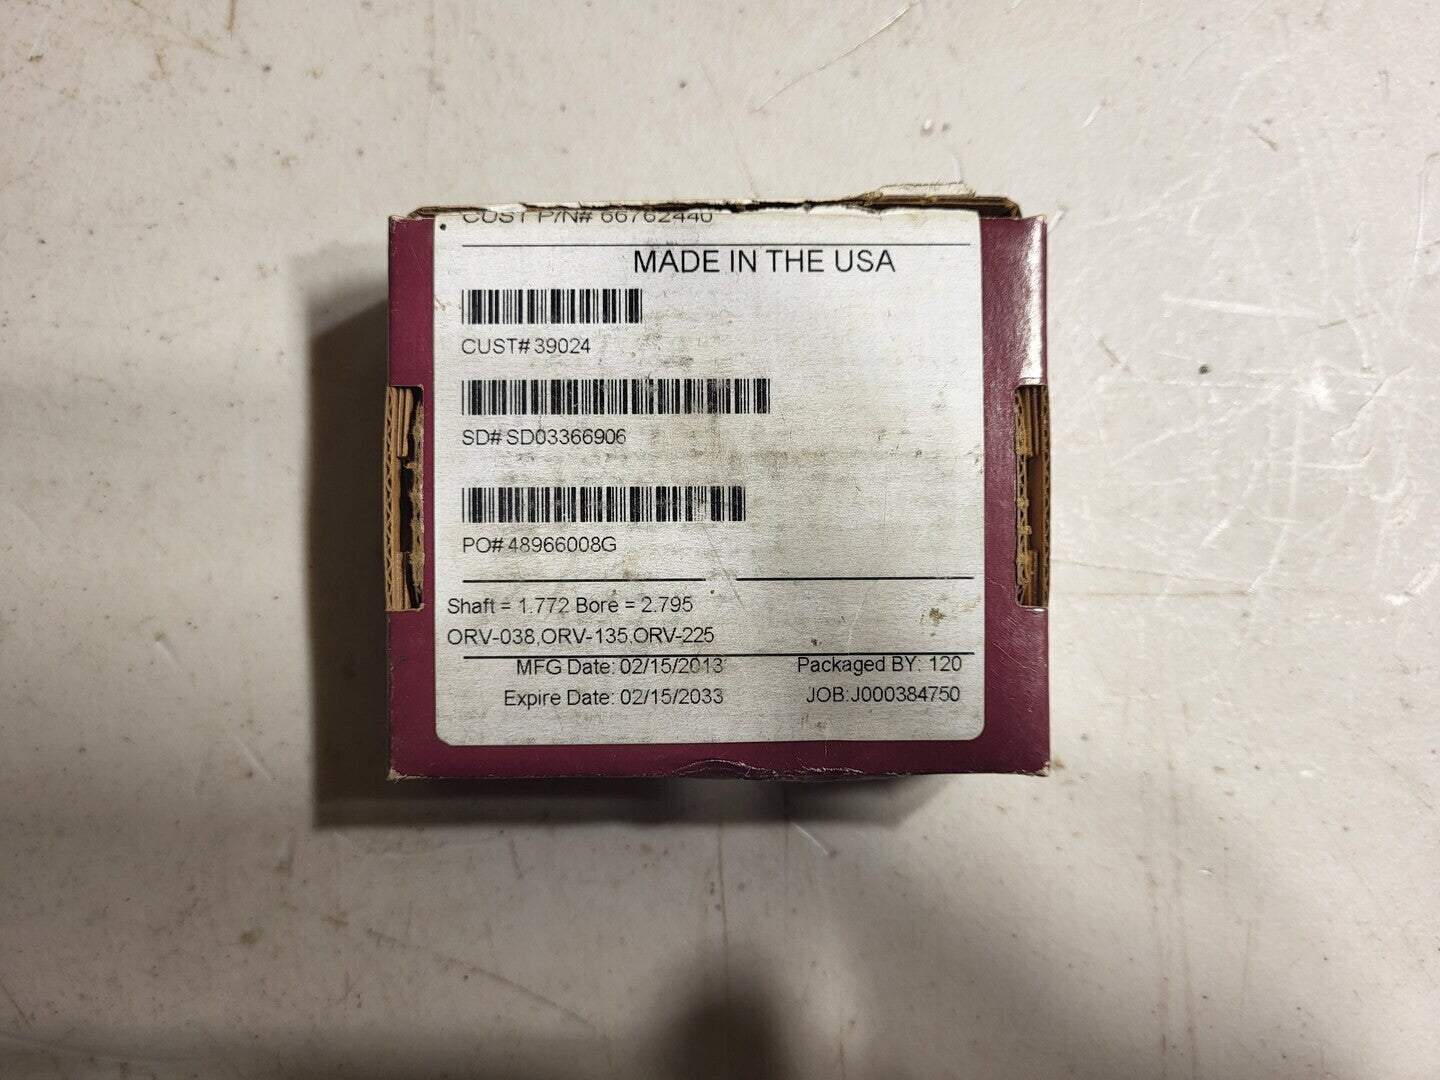 CUST P/N# 66762440
MADE IN THE USA
CUST# 39024
SD# SD03366906
PO# 48966008G
Shaft = 1.772 Bore = 2.795
ORV-038,ORV-135,ORV-225
MFG Date: 02/15/2013 Packaged BY: 120
Expire Date: 02/15/2033 JOB:J000384750